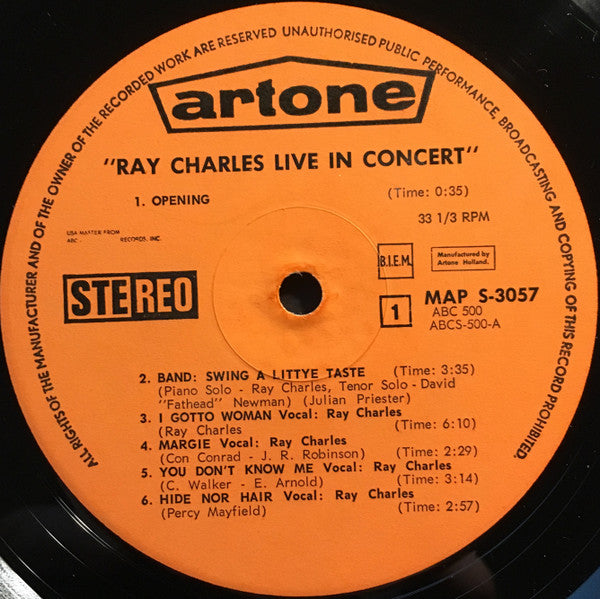 ALL RIGHTS OF THE MANUFACTURER AND OF THE OWNER OF THE RECORDED WORK ARE RESERVED UNAUTHORISED PUBLIC PERFORMANCE, BROADCASTING AND COPYING OF THIS RECORD PROHIBITED.
artone
"RAY CHARLES LIVE IN CONCERT"
1. OPENING (Time: 0:35)
33 1/3 RPM
USA MASTER FROM
ABC - RECORDS, INC.
B.I.E.M.
Manufactured by
Artone Holland.
STEREO
1 MAP S-3057
ABC 500
ABCS-500-A
2. BAND: SWING A LITTYE TASTE (Time: 3:35)
(Piano Solo - Ray Charles, Tenor Solo - David
"Fathead" Newman) (Julian Priester)
3. I GOTTO WOMAN Vocal: Ray Charles
(Ray Charles (Time: 6:10)
4. MARGIE Vocal: Ray Charles
(Con Conrad - J. R. Robinson) (Time: 2:29)
5. YOU DON'T KNOW ME Vocal: Ray Charles
(C. Walker - E. Arnold) (Time: 3:14)
6. HIDE NOR HAIR Vocal: Ray Charles
(Percy Mayfield) (Time: 2:57)